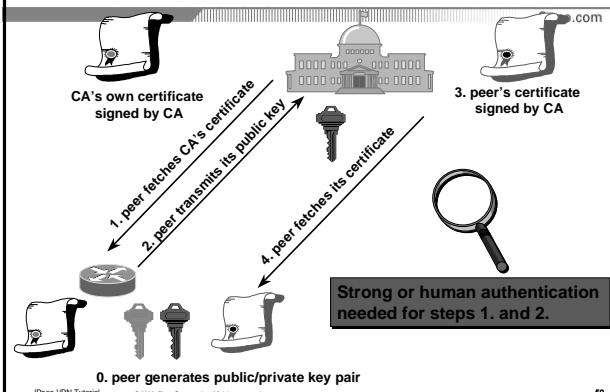 .com
CA's own certificate
signed by CA
3. peer's certificate
signed by CA
1. peer fetches CA's certificate
2. peer transmits its public key
4. peer fetches its certificate
Strong or human authentication
needed for steps 1. and 2.
0. peer generates public/private key pair
VPN Tutorial